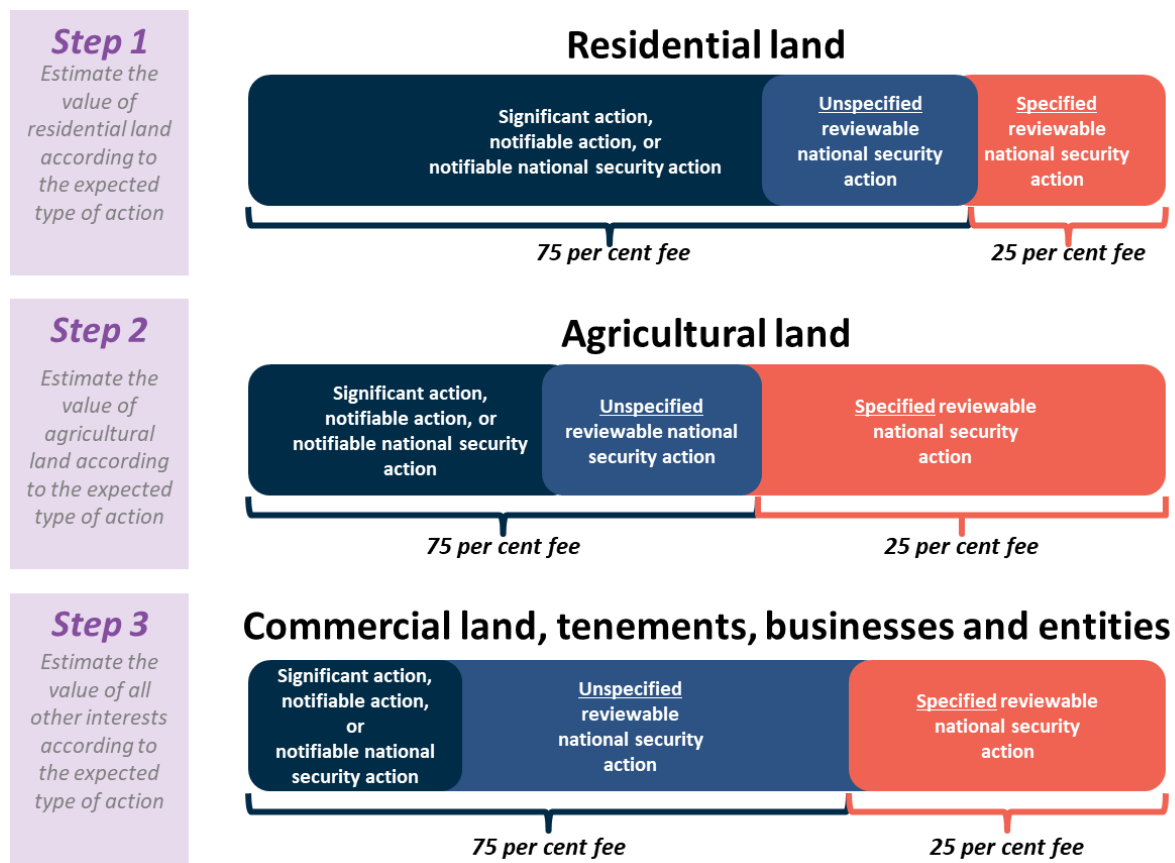 Step 1
Estimate the
value of
residential land
according to
the expected
type of action
Residential land
Significant action,
notifiable action, or
notifiable national security action
Unspecified
reviewable
national security
action
Specified
reviewable
national security
action
75 per cent fee
25 per cent fee
Step 2
Estimate the
value of
agricultural
land according
to the expected
type of action
Agricultural land
Significant action,
notifiable action, or
notifiable national security
action
Unspecified
reviewable national
security action
Specified reviewable
national security
action
75 per cent fee
25 per cent fee
Step 3
Estimate the
value of all
other interests
according to
the expected
type of action
Commercial land, tenements, businesses and entities
Significant action,
notifiable action,
or
notifiable national
security action
Unspecified
reviewable
national security
action
Specified reviewable
national security
action
75 per cent fee
25 per cent fee